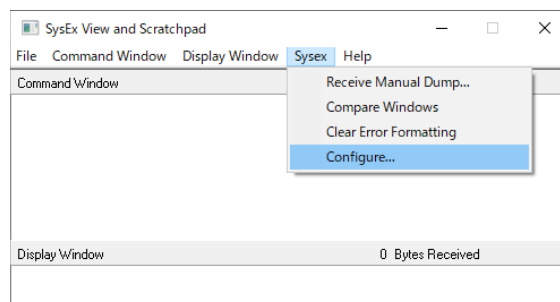 SysEx View and Scratchpad
File Command Window Display Window Sysex Help
Command Window
Receive Manual Dump...
Compare Windows
Clear Error Formatting
Configure...
Display Window 0 Bytes Received